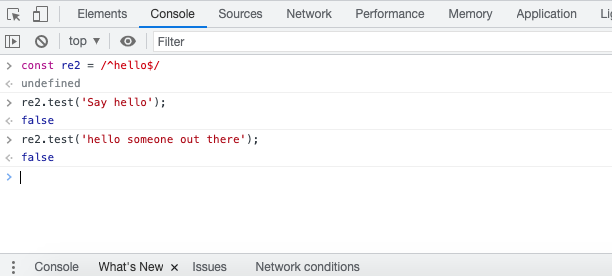 Elements Console Sources Network Performance Memory Application Lig
top ▼ Filter
> const re2 = /^hello$/
<· undefined
> re2.test('Say hello');
<· false
> re2.test('hello someone out there');
<· false
>
Console What's New × Issues Network conditions